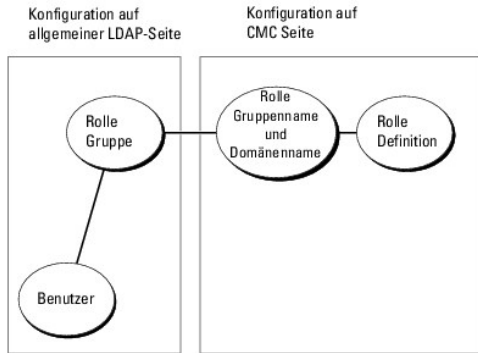 Konfiguration auf
allgemeiner LDAP-Seite
Konfiguration auf
CMC Seite
Rolle
Gruppe
Rolle
Gruppenname
und
Domänenname
Rolle
Definition
Benutzer